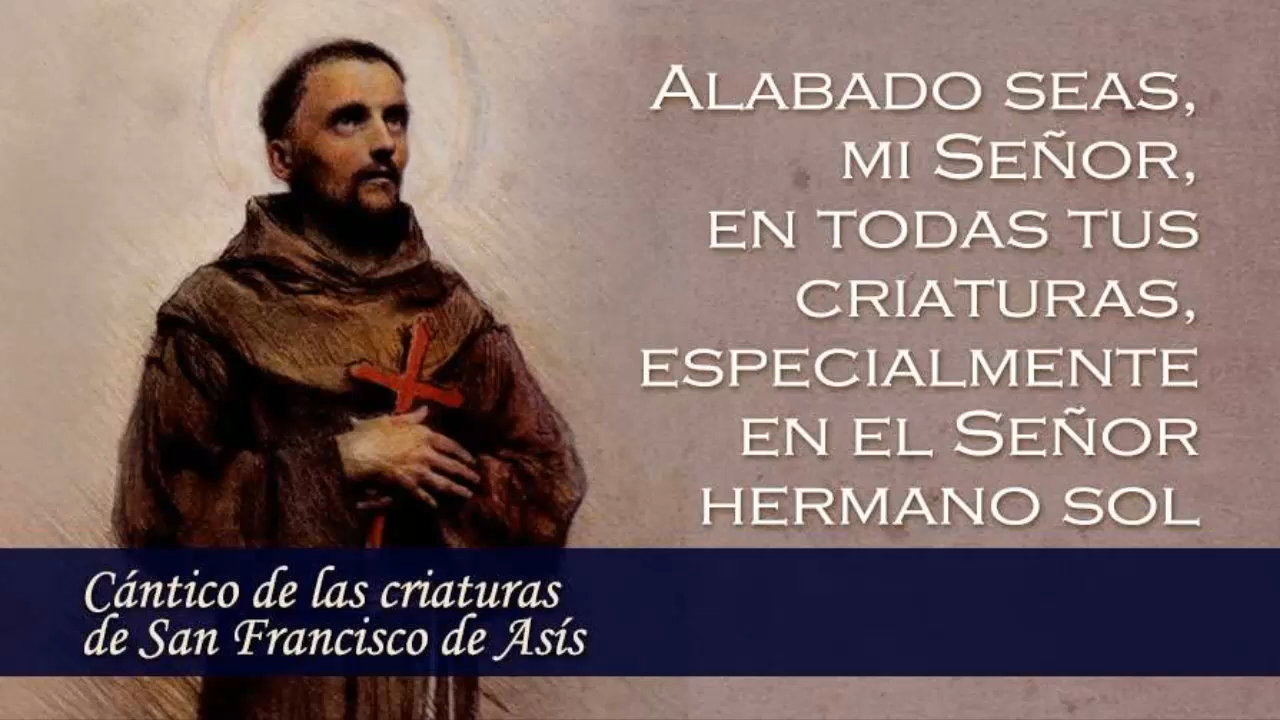 Alabado seas,
mi Señor,
en todas tus
criaturas,
especialmente
en el Señor
hermano sol
Cántico de las criaturas
de San Francisco de Asís